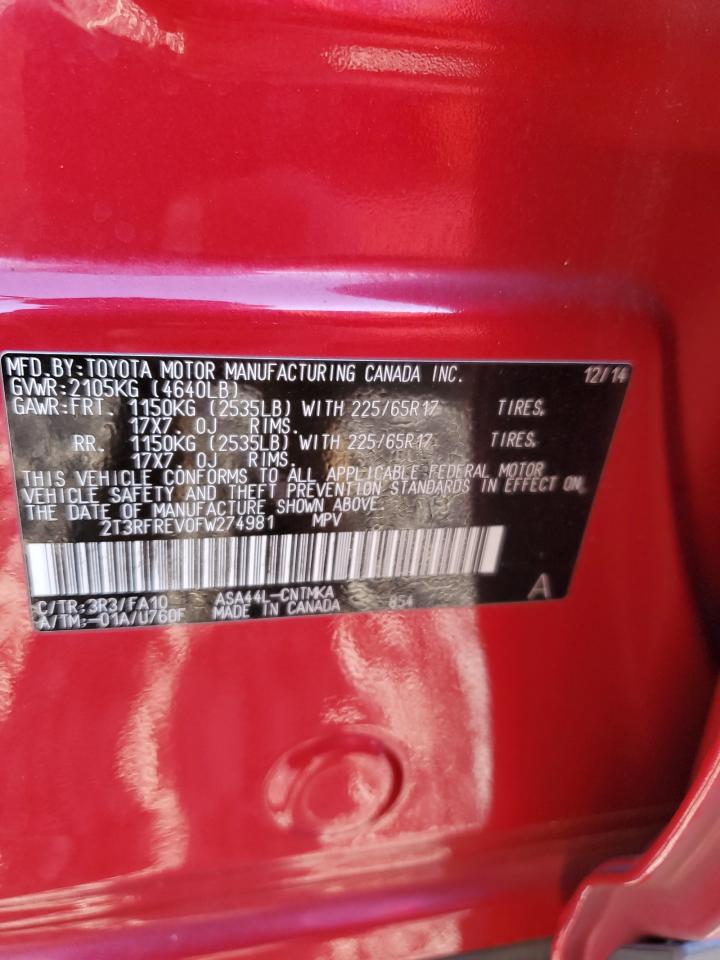 MFD.BY:TOYOTA MOTOR MANUFACTURING CANADA INC. 12/14
GVWR:2105KG (4640LB)
GAWR:FRT. 1150KG (2535LB) WITH 225/65R17 TIRES,
17X7. 0J RIMS.
RR. 1150KG (2535LB) WITH 225/65R17 TIRES,
17X7. 0J RIMS.
THIS VEHICLE CONFORMS TO ALL APPLICABLE FEDERAL MOTOR
VEHICLE SAFETY AND THEFT PREVENTION STANDARDS IN EFFECT ON
THE DATE OF MANUFACTURE SHOWN ABOVE.
2T3RFREV0FW274981 MPV
C/TR:3R3/FA10 ASA44L-CNTMKA 854 A
A/TM:-01A/U760F MADE IN CANADA